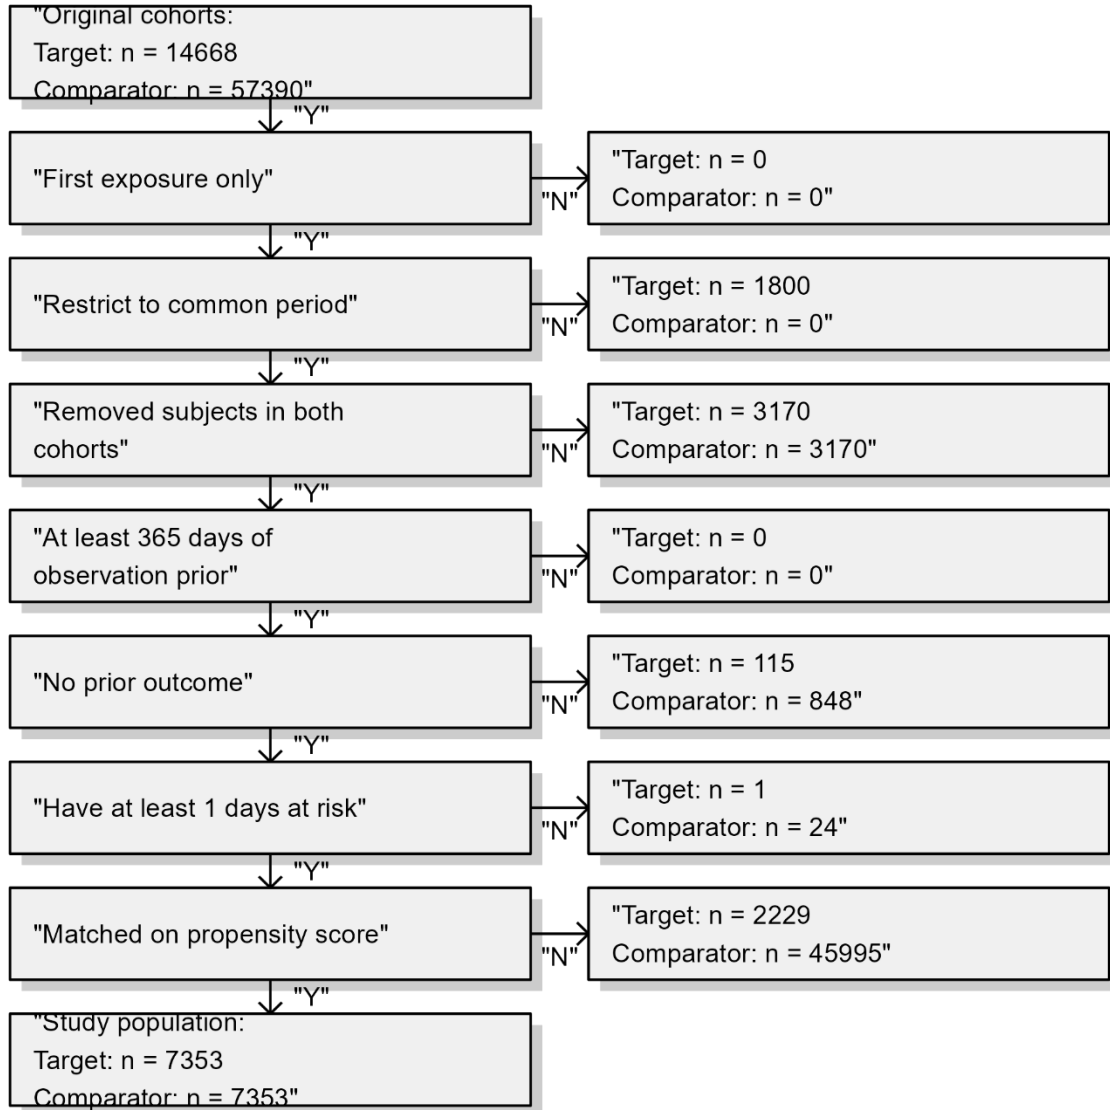 "Original cohorts:
Target: n = 14668
Comparator: n = 57390"
"Y"
"First exposure only"
"N"
"Target: n = 0
Comparator: n = 0"
"Y"
"Restrict to common period"
"N"
"Target: n = 1800
Comparator: n = 0"
"Y"
"Removed subjects in both
cohorts"
"N"
"Target: n = 3170
Comparator: n = 3170"
"Y"
"At least 365 days of
observation prior"
"N"
"Target: n = 0
Comparator: n = 0"
"Y"
"No prior outcome"
"N"
"Target: n = 115
Comparator: n = 848"
"Y"
"Have at least 1 days at risk"
"N"
"Target: n = 1
Comparator: n = 24"
"Y"
"Matched on propensity score"
"N"
"Target: n = 2229
Comparator: n = 45995"
"Y"
"Study population:
Target: n = 7353
Comparator: n = 7353"